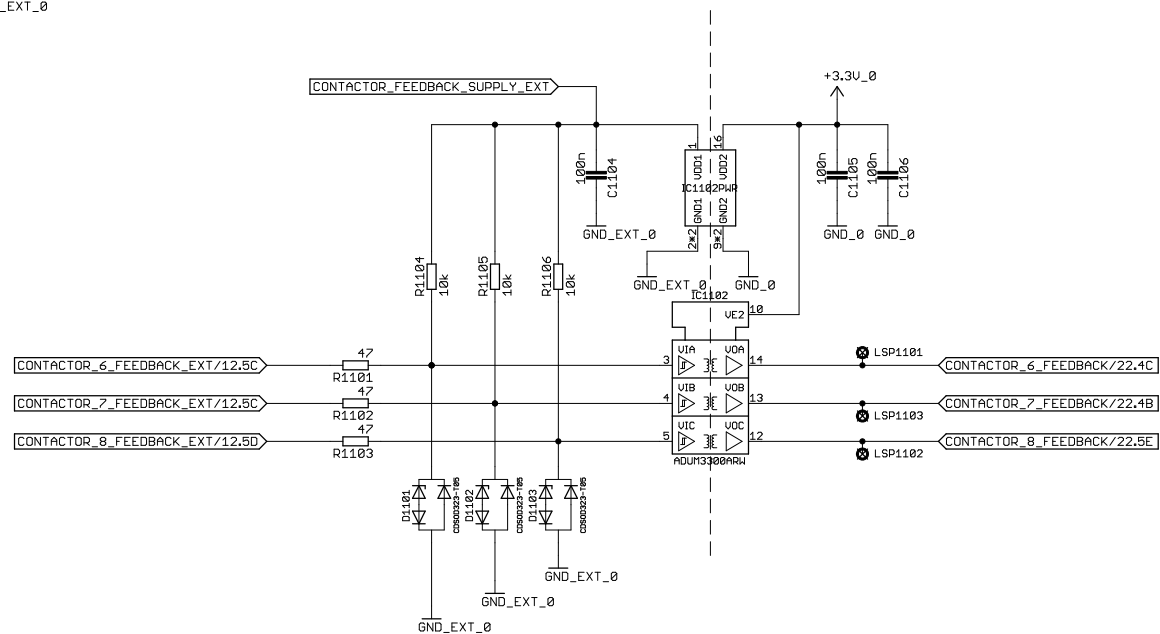 _EXT_0
+3.3V_0
CONTACTOR_FEEDBACK_SUPPLY_EXT
1
16
VDD1
VDD2
IC1102PWR
GND1
GND2
2*2
9*2
100n
C1104
100n
C1105
100n
C1106
GND_EXT_0
GND_0
GND_0
R1104
10k
R1105
10k
R1106
10k
GND_EXT_0
GND_0
IC1102
VE2
10
CONTACTOR_6_FEEDBACK_EXT/12.5C
47
R1101
3
VIA
VOA
14
LSP1101
CONTACTOR_6_FEEDBACK/22.4C
CONTACTOR_7_FEEDBACK_EXT/12.5C
47
R1102
4
VIB
VOB
13
LSP1103
CONTACTOR_7_FEEDBACK/22.4B
CONTACTOR_8_FEEDBACK_EXT/12.5D
47
R1103
5
VIC
VOC
12
LSP1102
CONTACTOR_8_FEEDBACK/22.5E
ADUM3300ARW
D1101
CDSOD323-T05
D1102
CDSOD323-T05
D1103
CDSOD323-T05
GND_EXT_0
GND_EXT_0
GND_EXT_0